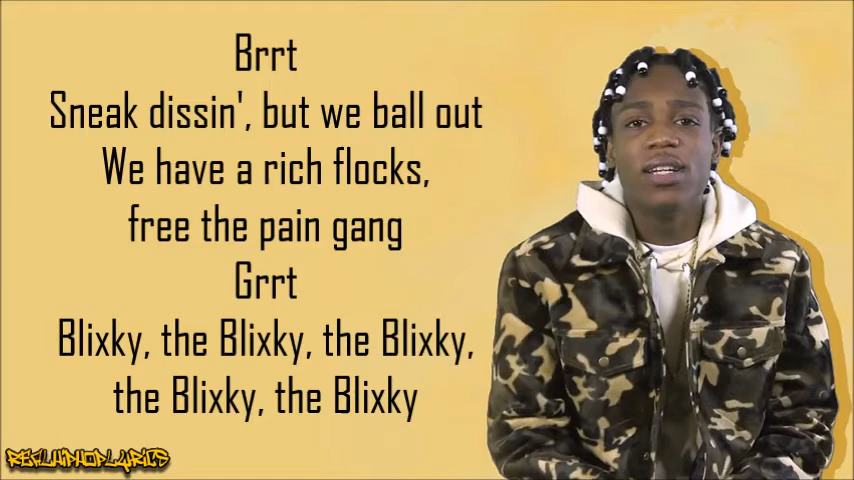 Brrt
Sneak dissin', but we ball out
We have a rich flocks,
free the pain gang
Grrt
Blixky, the Blixky, the Blixky,
the Blixky, the Blixky
REALHIPHOPLYRICS